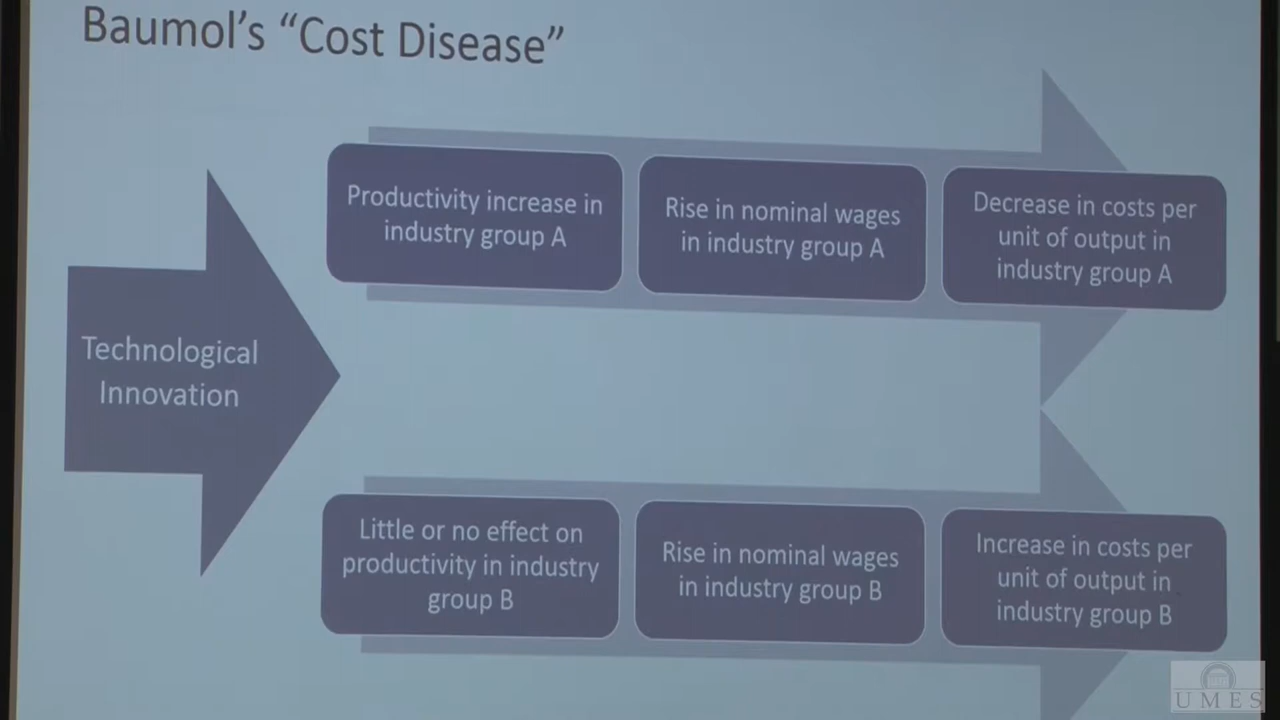 Baumol’s “Cost Disease”
Technological
Innovation
Productivity increase in
industry group A
Rise in nominal wages
in industry group A
Decrease in costs per
unit of output in
industry group A
Little or no effect on
productivity in industry
group B
Rise in nominal wages
in industry group B
Increase in costs per
unit of output in
industry group B
UMES